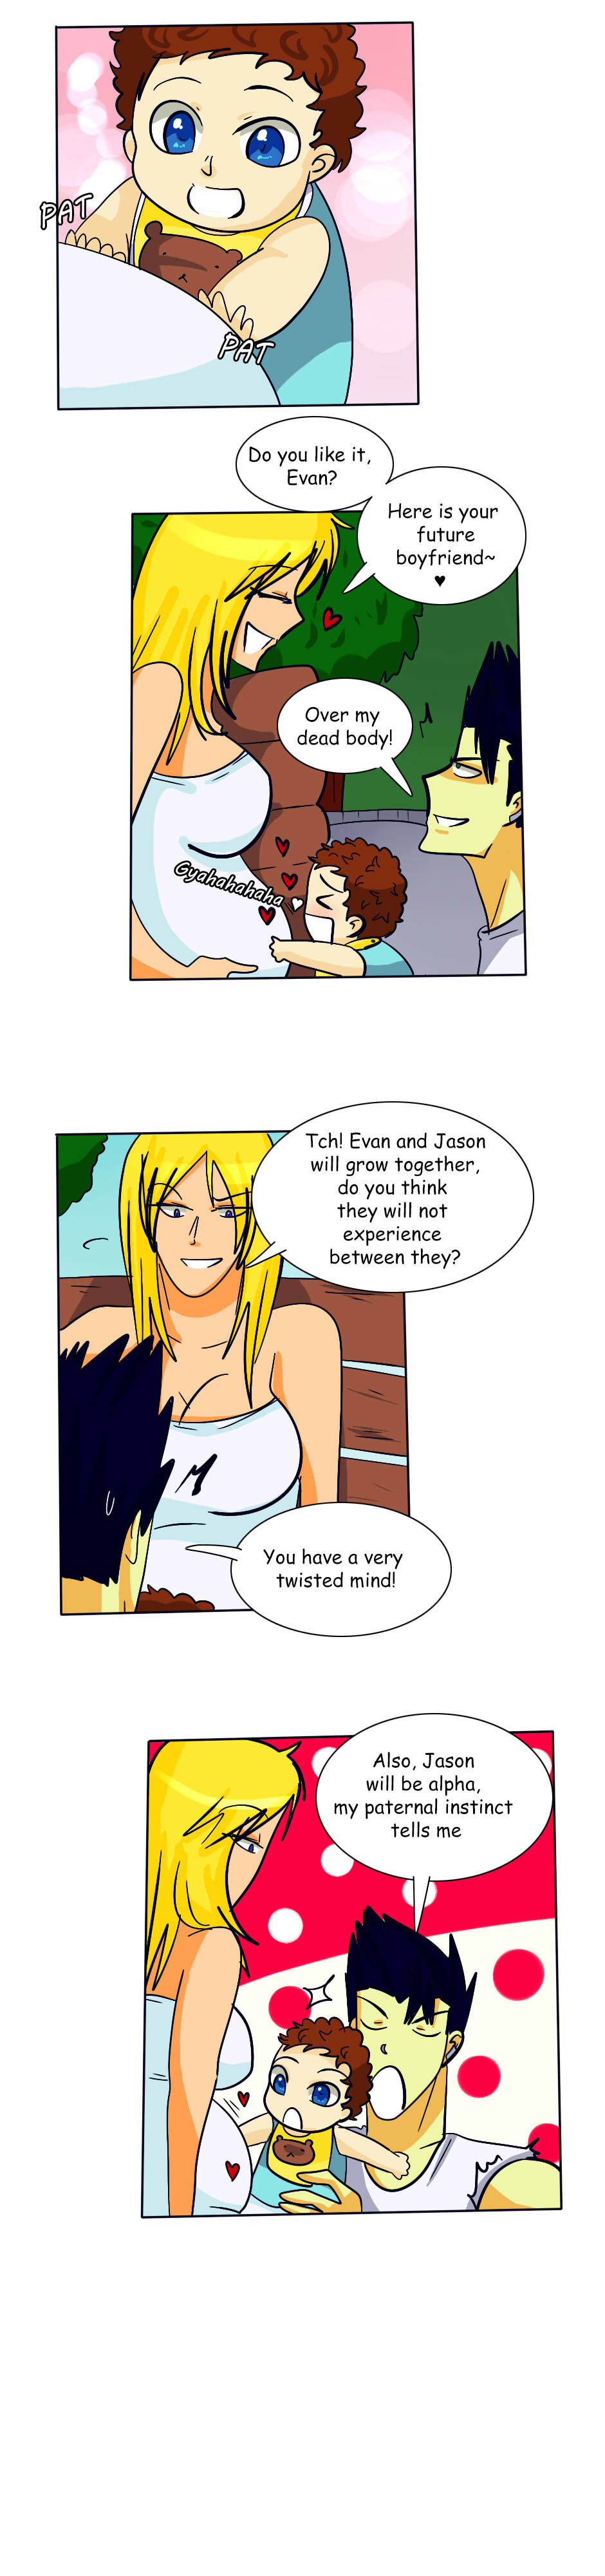 PAT
PAT
Do you like it,
Evan?
Here is your
future
boyfriend~
♥
Over my
dead body!
Gyahahahaha
Tch! Evan and Jason
will grow together,
do you think
they will not
experience
between they?
You have a very
twisted mind!
Also, Jason
will be alpha,
my paternal instinct
tells me